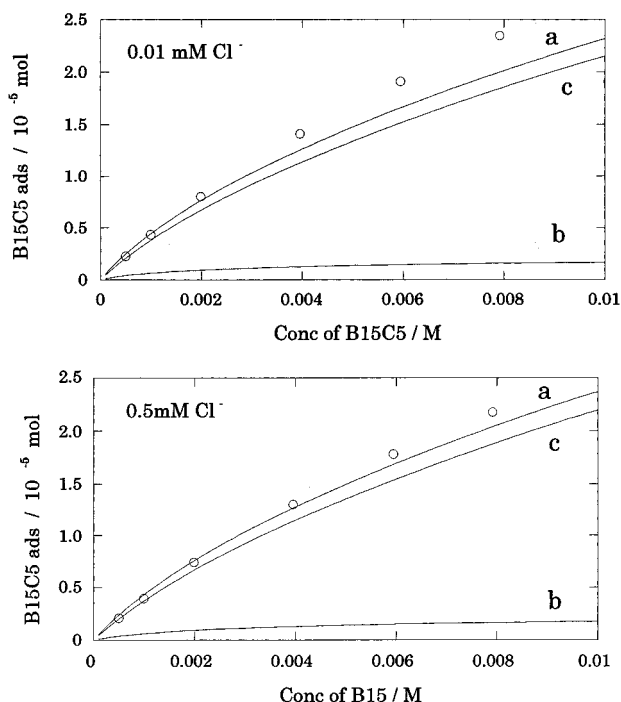 2.5
2.0
1.5
1.0
0.5
0
B15C5 ads / 10 -5 mol
0.01 mM Cl -
a
c
b
0 0.002 0.004 0.006 0.008 0.01
Conc of B15C5 / M
2.5
2.0
1.5
1.0
0.5
0
B15C5 ads / 10 -5 mol
0.5mM Cl -
a
c
b
0 0.002 0.004 0.006 0.008 0.01
Conc of B15 / M